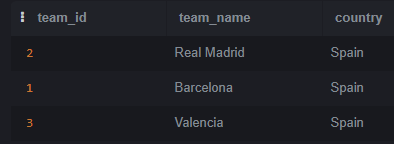 team_id team_name country
2 Real Madrid Spain
1 Barcelona Spain
3 Valencia Spain